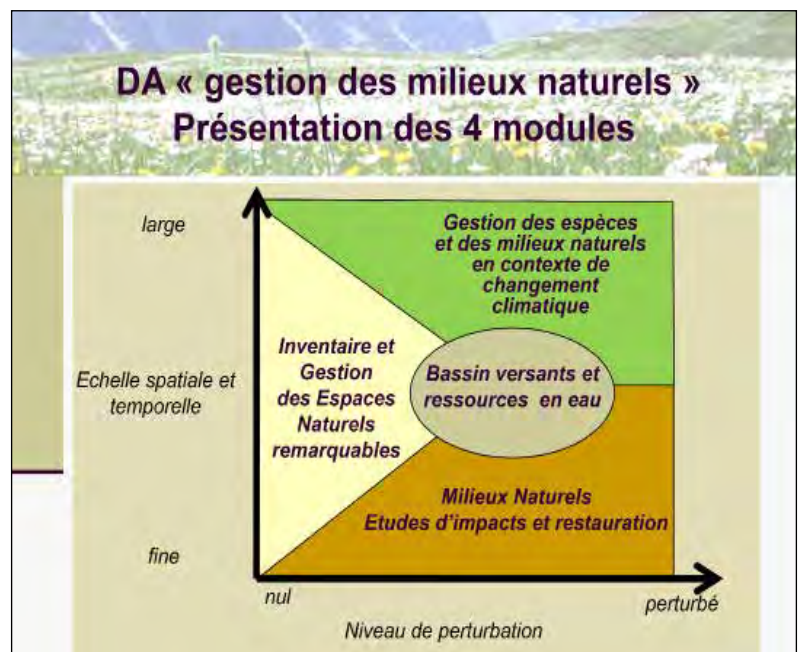 DA « gestion des milieux naturels »
Présentation des 4 modules
large
Gestion des espèces
et des milieux naturels
en contexte de
changement
climatique
Inventaire et
Gestion
des Espaces
Naturels
remarquables
Echelle spatiale et
temporelle
Bassin versants et
ressources en eau
Milieux Naturels
Etudes d'impacts et restauration
fine
nul
perturbé
Niveau de perturbation